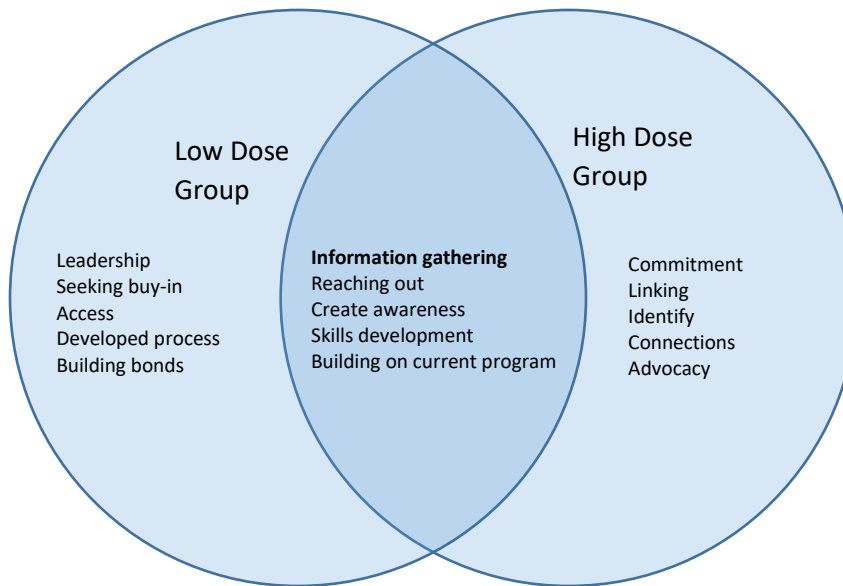 Low Dose
Group
High Dose
Group
Leadership
Seeking buy-in
Access
Developed process
Building bonds
Information gathering
Reaching out
Create awareness
Skills development
Building on current program
Commitment
Linking
Identify
Connections
Advocacy